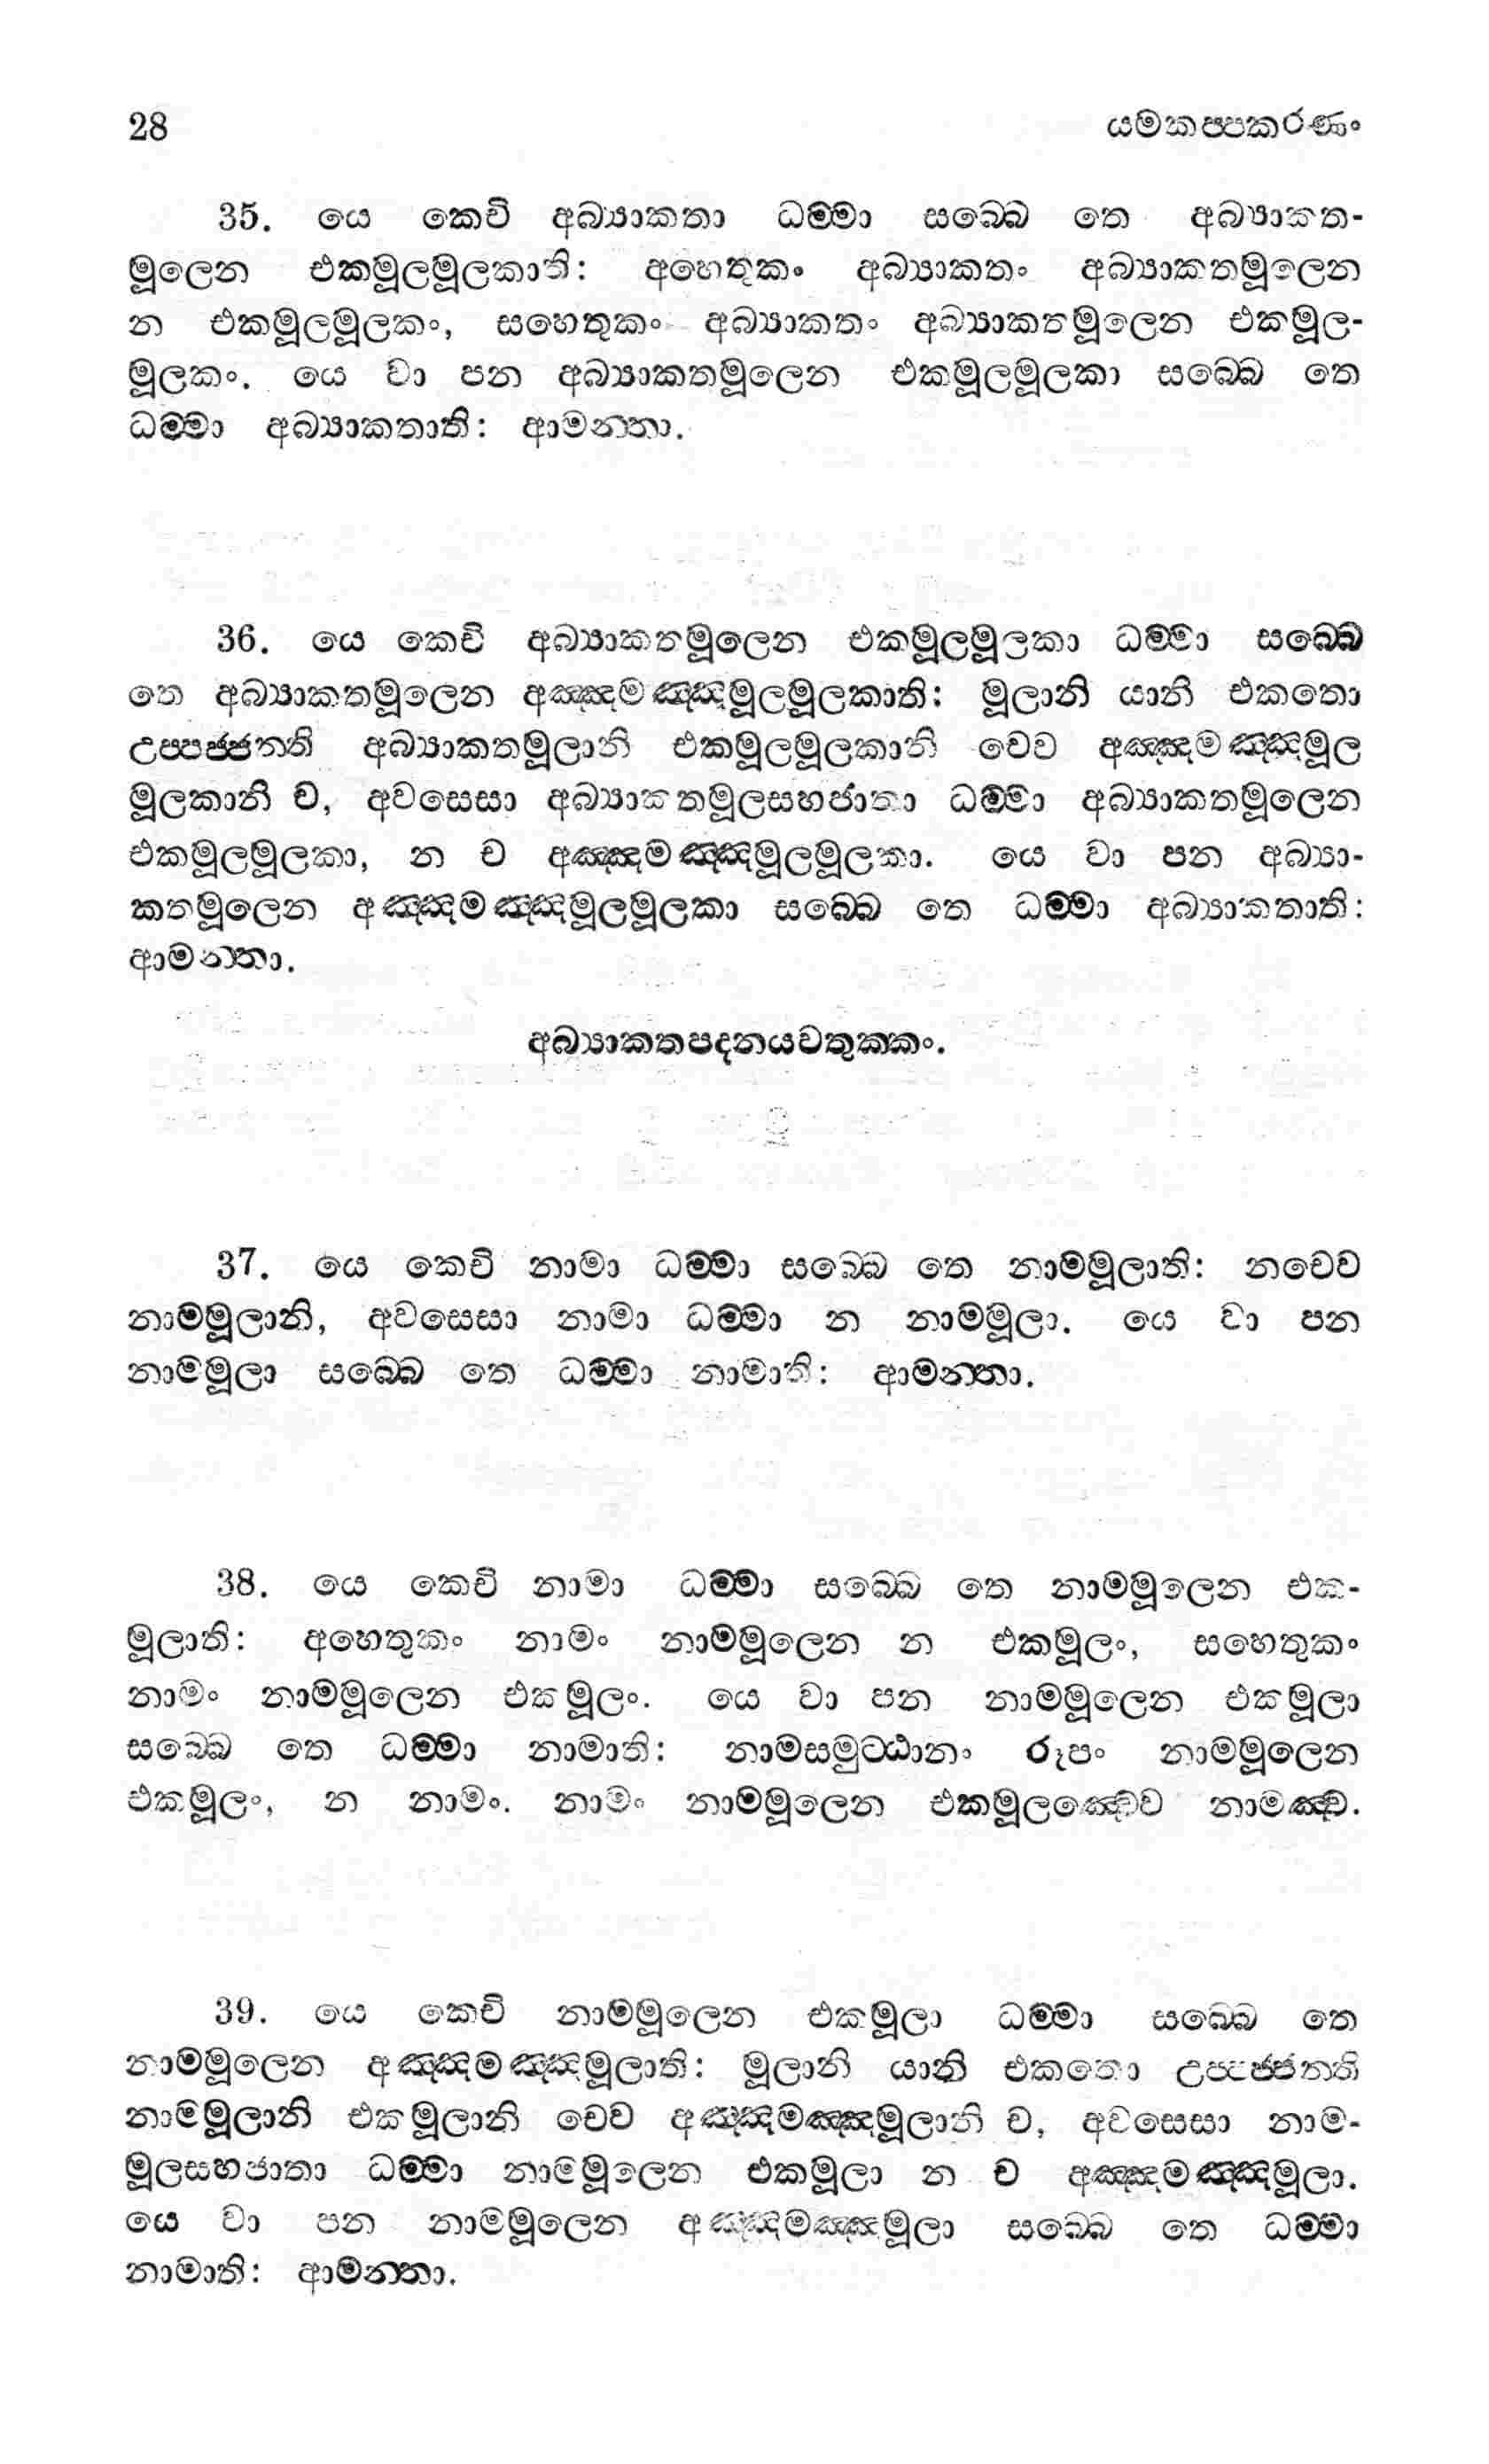 28 යමකප්පකරණං
35. යෙ කෙචි අබ්‍යාකතා ධම්මා සබ්බෙ තෙ අබ්‍යාකත-
මූලෙන එකමූලමූලකාති: අහෙතුකං අබ්‍යාකතං අබ්‍යාකතමූලෙන
න එකමූලමූලකං, සහෙතුකං අබ්‍යාකතං අබ්‍යාකතමූලෙන එකමූල-
මූලකං. යෙ වා පන අබ්‍යාකතමූලෙන එකමූලමූලකා සබ්බෙ තෙ
ධම්මා අබ්‍යාකතාති: ආමන්තා.
36. යෙ කෙචි අබ්‍යාකතමූලෙන එකමූලමූලකා ධම්මා සබ්බෙ
තෙ අබ්‍යාකතමූලෙන අඤ්ඤමඤ්ඤමූලමූලකාති: මූලානි යානි එකතො
උප්පජ්ජන්ති අබ්‍යාකතමූලානි එකමූලමූලකානි චෙව අඤ්ඤමඤ්ඤමූල
මූලකානි ච, අවසෙසා අබ්‍යාකතමූලසහජාතා ධම්මා අබ්‍යාකතමූලෙන
එකමූලමූලකා, න ච අඤ්ඤමඤ්ඤමූලමූලකා. යෙ වා පන අබ්‍යා-
කතමූලෙන අඤ්ඤමඤ්ඤමූලමූලකා සබ්බෙ තෙ ධම්මා අබ්‍යාකතාති:
ආමන්තා.
අබ්‍යාකතපදනයචතුක්කං.
37. යෙ කෙචි නාමා ධම්මා සබ්බෙ තෙ නාමමූලාති: නචෙව
නාමමූලානි, අවසෙසා නාමා ධම්මා න නාමමූලා. යෙ වා පන
නාමමූලා සබ්බෙ තෙ ධම්මා නාමාති: ආමන්තා.
38. යෙ කෙචි නාමා ධම්මා සබ්බෙ තෙ නාමමූලෙන එක-
මූලාති: අහෙතුකං නාමං නාමමූලෙන න එකමූලං, සහෙතුකං
නාමං නාමමූලෙන එකමූලං. යෙ වා පන නාමමූලෙන එකමූලා
සබ්බෙ තෙ ධම්මා නාමාති: නාමසමුට්ඨානං රූපං නාමමූලෙන
එකමූලං, න නාමං. නාමං නාමමූලෙන එකමූලඤ්චෙව නාමඤ්ච.
39. යෙ කෙචි නාමමූලෙන එකමූලා ධම්මා සබ්බෙ තෙ
නාමමූලෙන අඤ්ඤමඤ්ඤමූලාති: මූලානි යානි එකතො උප්පජ්ජන්ති
නාමමූලානි එකමූලානි චෙව අඤ්ඤමඤ්ඤමූලානි ච, අවසෙසා නාම-
මූලසහජාතා ධම්මා නාමමූලෙන එකමූලා න ච අඤ්ඤමඤ්ඤමූලා.
යෙ වා පන නාමමූලෙන අඤ්ඤමඤ්ඤමූලා සබ්බෙ තෙ ධම්මා
නාමාති: ආමන්තා.